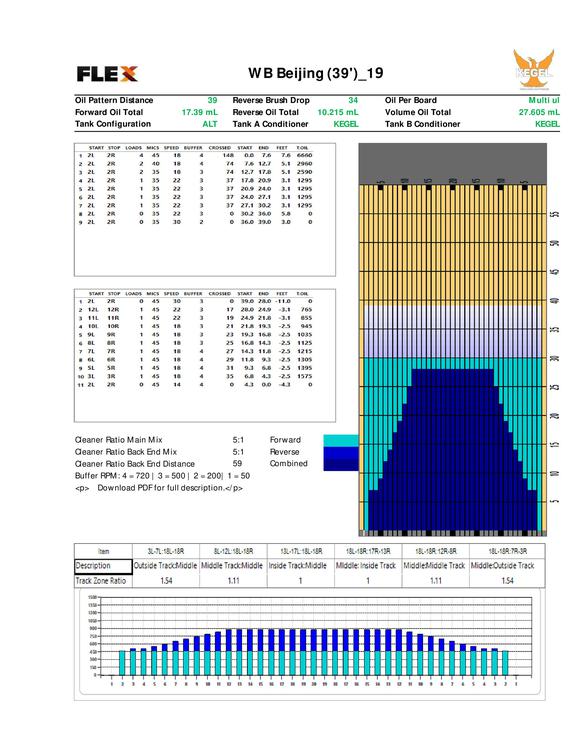 FLEX
WB Beijing (39')_19
KEGEL
Oil Pattern Distance 39 Reverse Brush Drop 34 Oil Per Board Multi ul
Forward Oil Total 17.39 mL Reverse Oil Total 10.215 mL Volume Oil Total 27.605 mL
Tank Configuration ALT Tank A Conditioner KEGEL Tank B Conditioner KEGEL
START STOP LOADS MICS SPEED BUFFER CROSSED START END FEET T.OIL
1 2L 2R 4 45 18 4 148 0.0 7.6 7.6 6660
2 2L 2R 2 40 18 4 74 7.6 12.7 5.1 2960
3 2L 2R 2 35 18 3 74 12.7 17.8 5.1 2590
4 2L 2R 1 35 22 3 37 17.8 20.9 3.1 1295
5 2L 2R 1 35 22 3 37 20.9 24.0 3.1 1295
6 2L 2R 1 35 22 3 37 24.0 27.1 3.1 1295
7 2L 2R 1 35 22 3 37 27.1 30.2 3.1 1295
8 2L 2R 0 35 22 3 0 30.2 36.0 5.8 0
9 2L 2R 0 35 30 2 0 36.0 39.0 3.0 0
START STOP LOADS MICS SPEED BUFFER CROSSED START END FEET T.OIL
1 2L 2R 0 45 30 3 0 39.0 28.0 -11.0 0
2 12L 12R 1 45 22 3 17 28.0 24.9 -3.1 765
3 11L 11R 1 45 22 3 19 24.9 21.8 -3.1 855
4 10L 10R 1 45 18 3 21 21.8 19.3 -2.5 945
5 9L 9R 1 45 18 3 23 19.3 16.8 -2.5 1035
6 8L 8R 1 45 18 3 25 16.8 14.3 -2.5 1125
7 7L 7R 1 45 18 4 27 14.3 11.8 -2.5 1215
8 6L 6R 1 45 18 4 29 11.8 9.3 -2.5 1305
9 5L 5R 1 45 18 4 31 9.3 6.8 -2.5 1395
10 3L 3R 1 45 18 4 35 6.8 4.3 -2.5 1575
11 2L 2R 0 45 14 4 0 4.3 0.0 -4.3 0
55
50
45
40
35
30
25
20
15
10
5
Cleaner Ratio Main Mix 5:1 Forward
Cleaner Ratio Back End Mix 5:1 Reverse
Cleaner Ratio Back End Distance 59 Combined
Buffer RPM: 4 = 720 | 3 = 500 | 2 = 200| 1 = 50
<p> Download PDF for full description.</p>
Item 3L-7L:18L-18R 8L-12L:18L-18R 13L-17L:18L-18R 18L-18R:17R-13R 18L-18R:12R-8R 18L-18R:7R-3R
Description Outside Track:Middle Middle Track:Middle Inside Track:Middle Middle: Inside Track Middle:Middle Track Middle:Outside Track
Track Zone Ratio 1.54 1.11 1 1 1.11 1.54
1500
1350
1200
1050
900
750
600
450
300
150
0
1 2 3 4 5 6 7 8 9 10 11 12 13 14 15 16 17 18 19 20 19 18 17 16 15 14 13 12 11 10 9 8 7 6 5 4 3 2 1